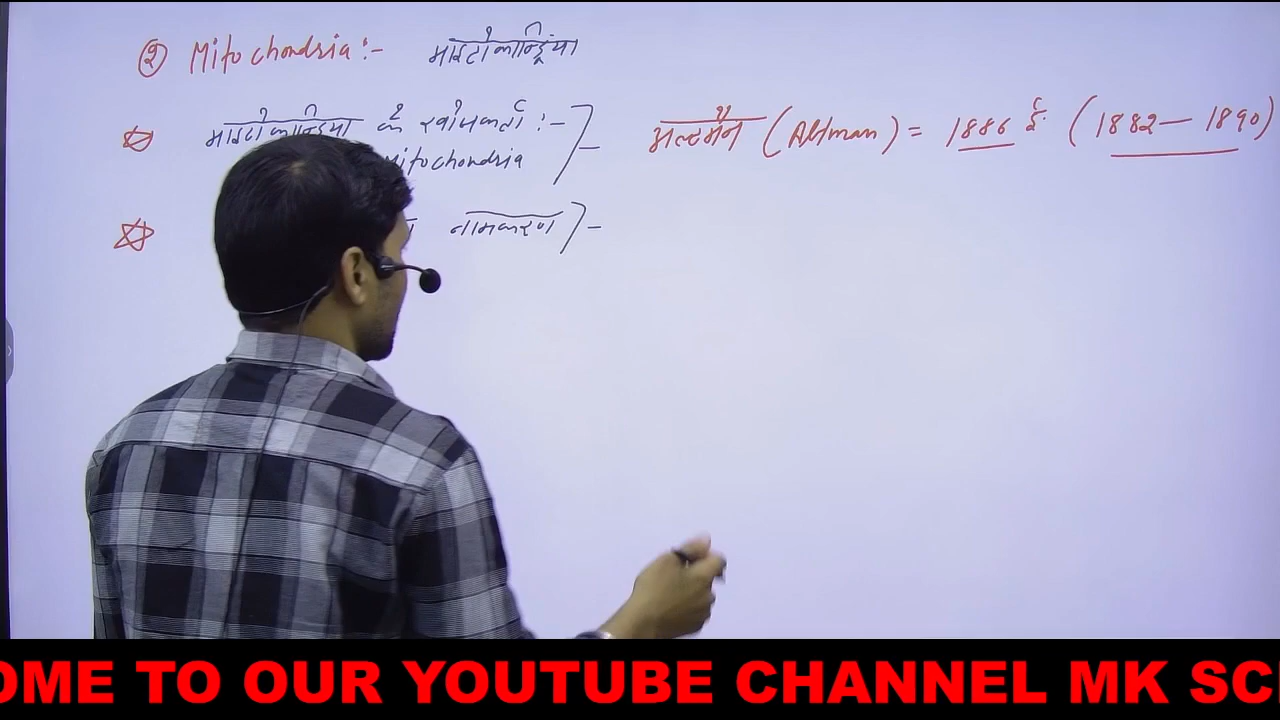 ② Mitochondria :- माइटोकॉन्ड्रिया
माइटोकॉन्ड्रिया के खोजकर्ता :- अल्टमैन (Altman) = 1886 ई. (1882 — 1890)
Mitochondria
नामकरण -
OME TO OUR YOUTUBE CHANNEL MK SC